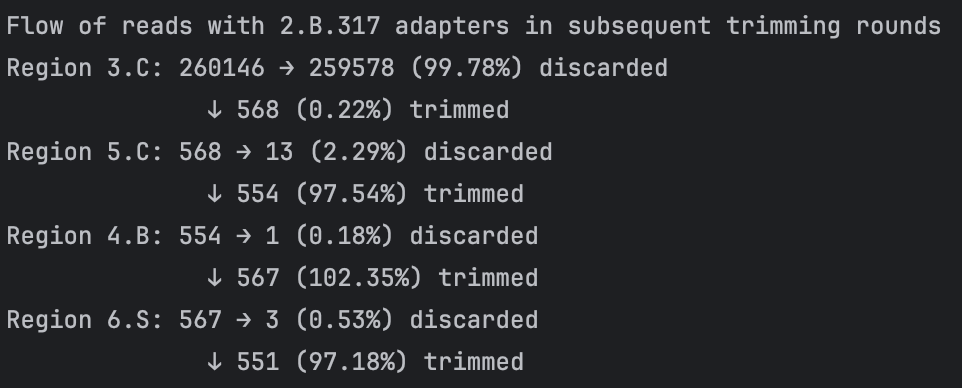 Flow of reads with 2.B.317 adapters in subsequent trimming rounds
Region 3.C: 260146 → 259578 (99.78%) discarded
↓ 568 (0.22%) trimmed
Region 5.C: 568 → 13 (2.29%) discarded
↓ 554 (97.54%) trimmed
Region 4.B: 554 → 1 (0.18%) discarded
↓ 567 (102.35%) trimmed
Region 6.S: 567 → 3 (0.53%) discarded
↓ 551 (97.18%) trimmed